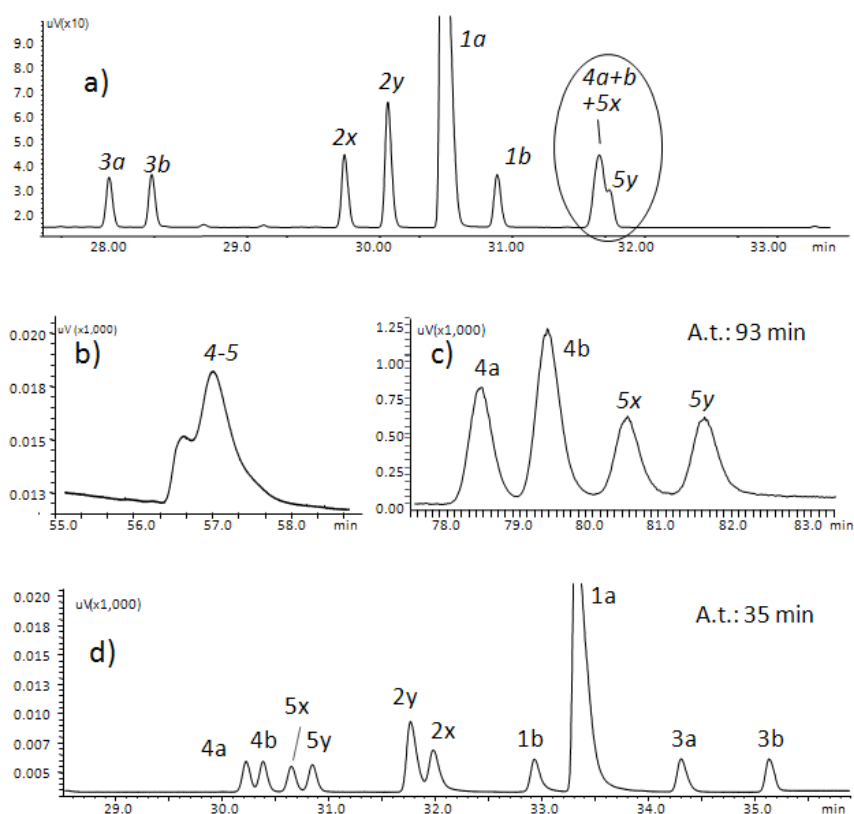 uV(x10)
9.0
8.0
7.0
6.0
5.0
4.0
3.0
2.0
a)
3a
3b
2x
2y
1a
1b
4a+b
+5x
5y
28.00
29.0
30.00
31.00
32.00
33.00
min
0.020
0.018
0.015
0.013
uV (x1,000)
b)
4-5
55.0
56.0
57.0
58.0
min
1.25
1.00
0.75
0.50
0.25
0.00
uV(x1,000)
c)
4a
4b
5x
5y
A.t.: 93 min
78.0
79.0
80.0
81.0
82.0
83.0
min
0.020
0.018
0.015
0.010
0.007
0.005
uV(x1,000)
d)
4a
4b
5x
5y
2y
2x
1b
1a
3a
3b
A.t.: 35 min
29.0
30.0
31.0
32.0
33.0
34.0
35.0
min